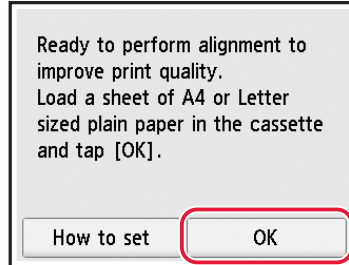 Ready to perform alignment to
improve print quality.
Load a sheet of A4 or Letter
sized plain paper in the cassette
and tap [OK].
How to set
OK